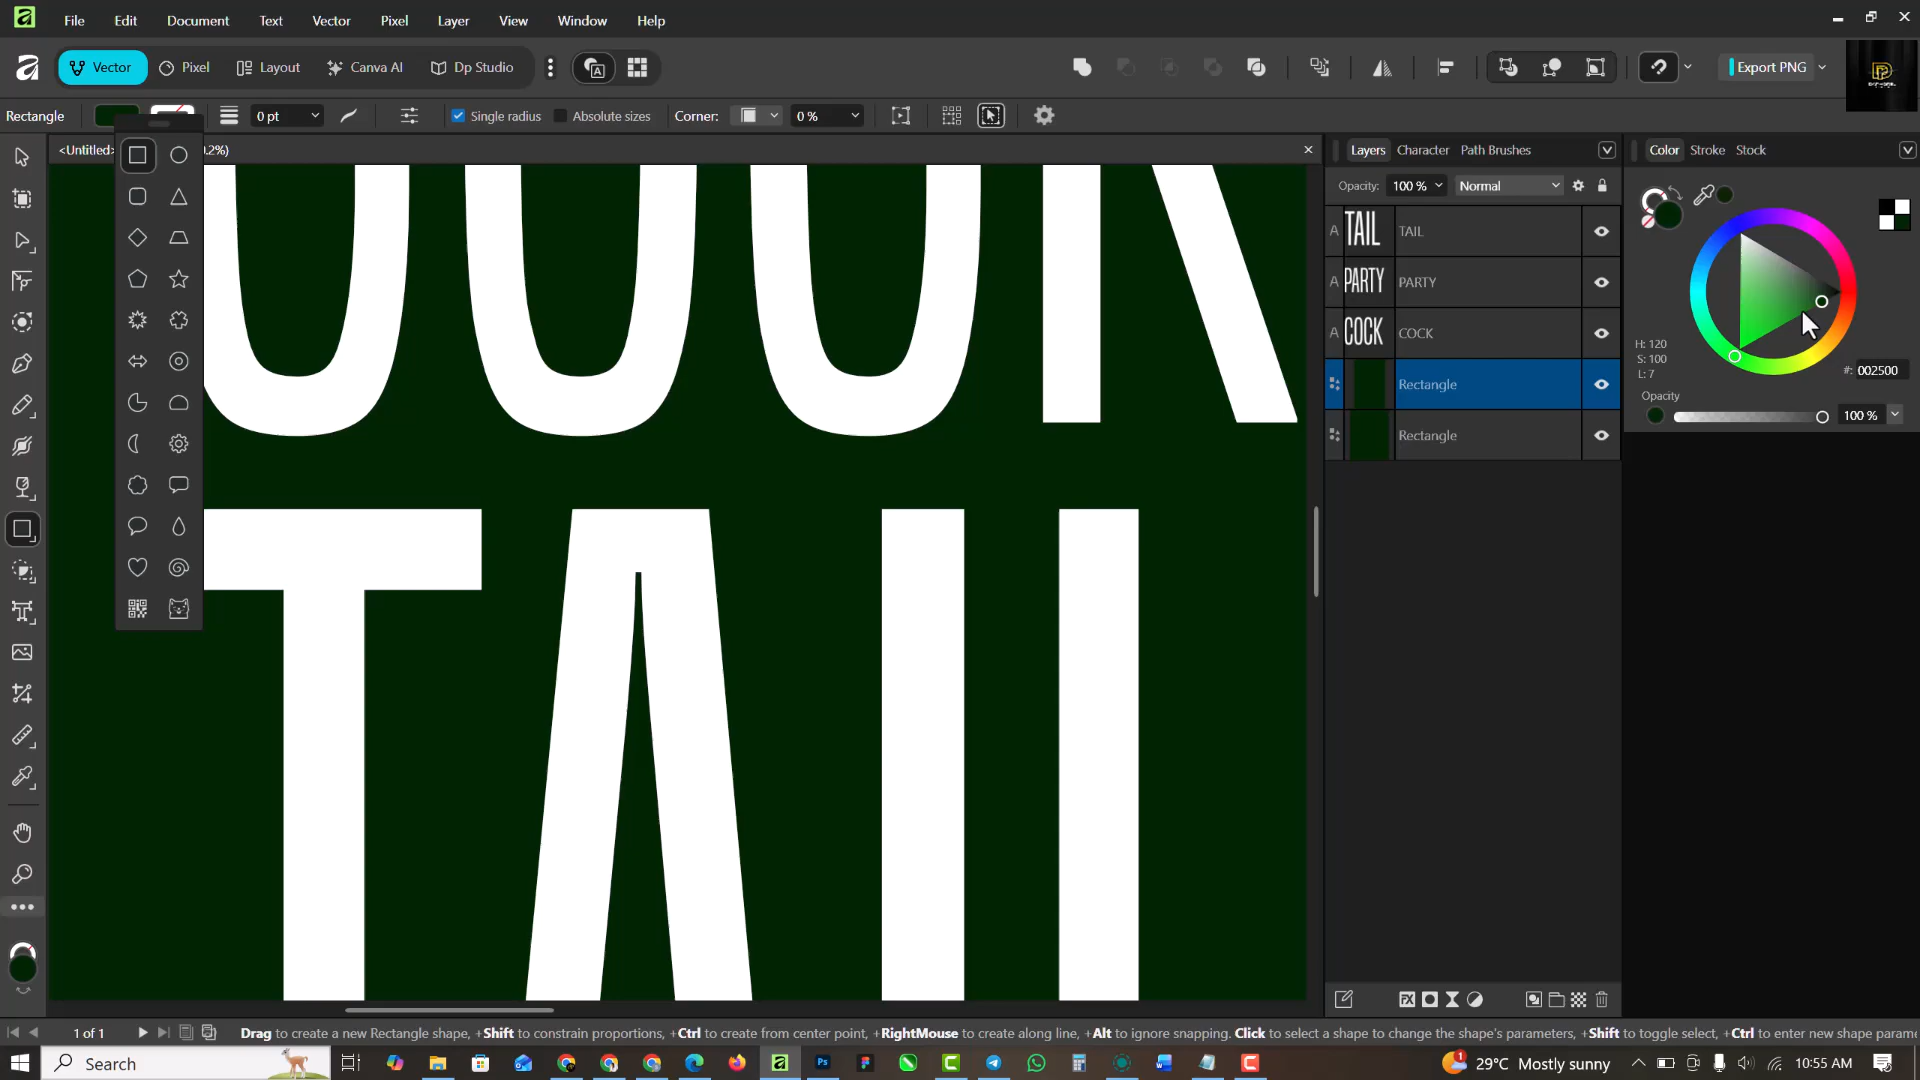 File Edit Document Text Vector Pixel Layer View Window Help
Vector Pixel Layout Canva AI Dp Studio Export PNG
Rectangle 0 pt Single radius Absolute sizes Corner: 0 %
<Untitled> 0.2%)
Layers Character Path Brushes
Color Stroke Stock
Opacity: 100 % Normal
A TAIL TAIL
A PARTY PARTY
A COCK COCK
Rectangle
Rectangle
H: 120
S: 100
L: 7
#: 002500
Opacity
100 %
TAIL
1 of 1
Drag to create a new Rectangle shape, +Shift to constrain proportions, +Ctrl to create from center point, +RightMouse to create along line, +Alt to ignore snapping. Click to select a shape to change the shape's parameters, +Shift to toggle select, +Ctrl to enter new shape parame
Search
1 29°C Mostly sunny 10:55 AM